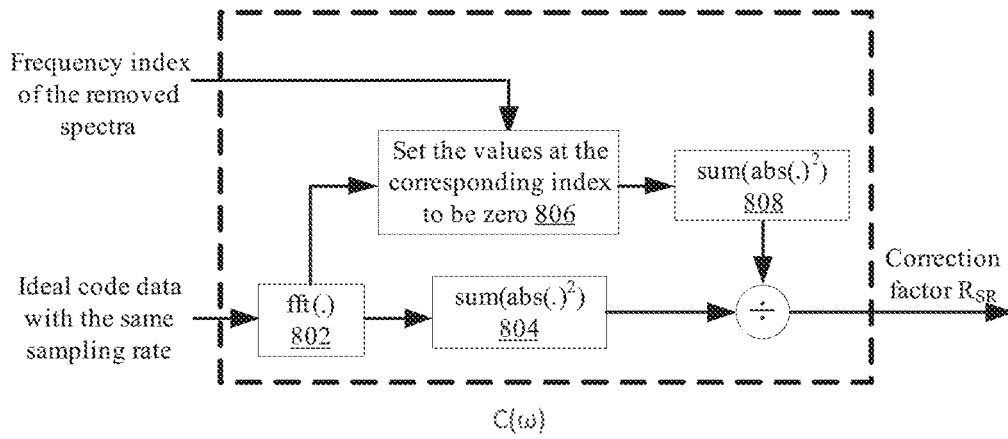 Frequency index
of the removed
spectra
Set the values at the
corresponding index
to be zero 806
sum(abs(.)²)
808
Ideal code data
with the same
sampling rate
fft(.)
802
sum(abs(.)²)
804
÷
Correction
factor R_SR
C(ω)